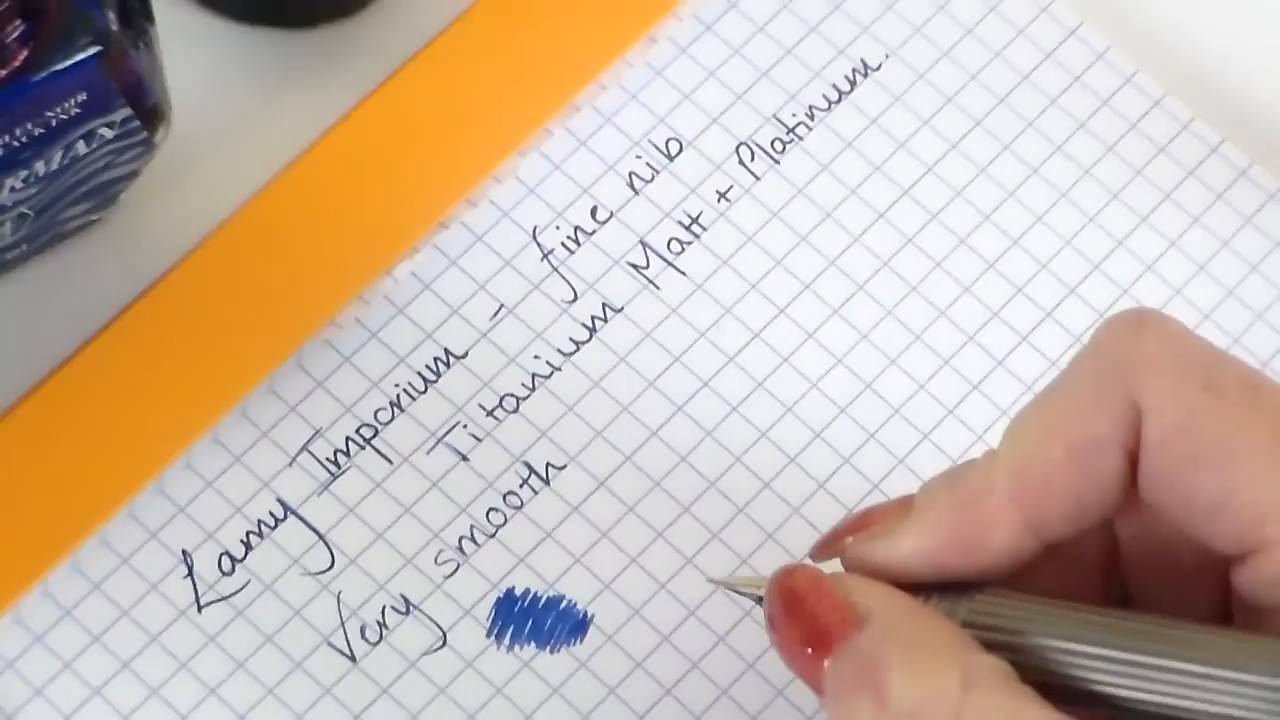 Lamy Imporium - fine nib
Titanium Matt + Platinum.
Very smooth